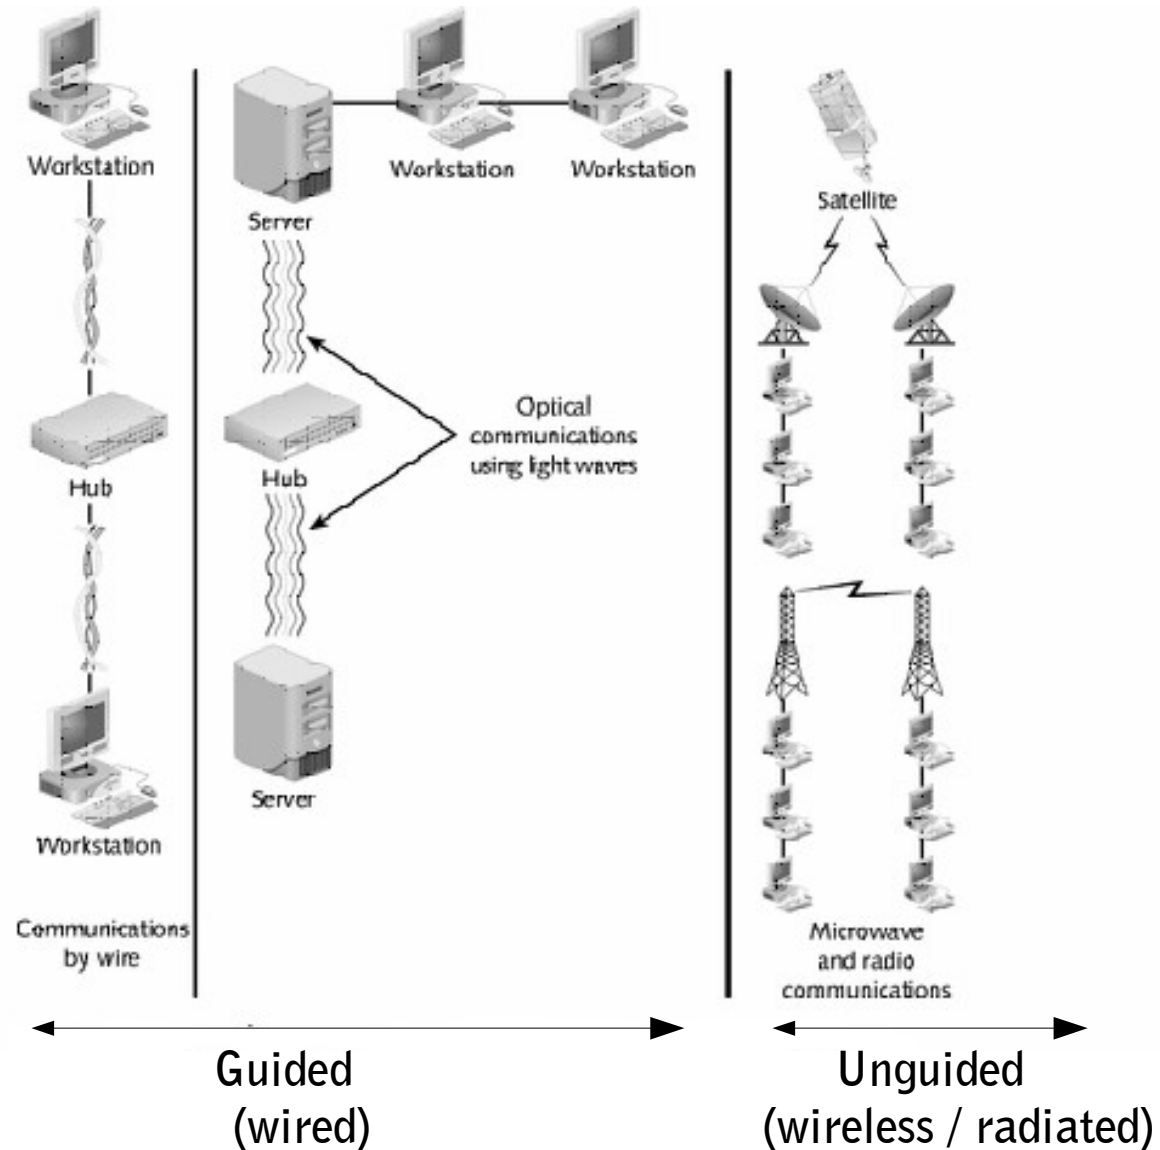 Workstation
Hub
Workstation
Communications
by wire
Workstation
Workstation
Server
Optical
communications
using light waves
Hub
Server
Satellite
Microwave
and radio
communications
Guided
(wired)
Unguided
(wireless / radiated)